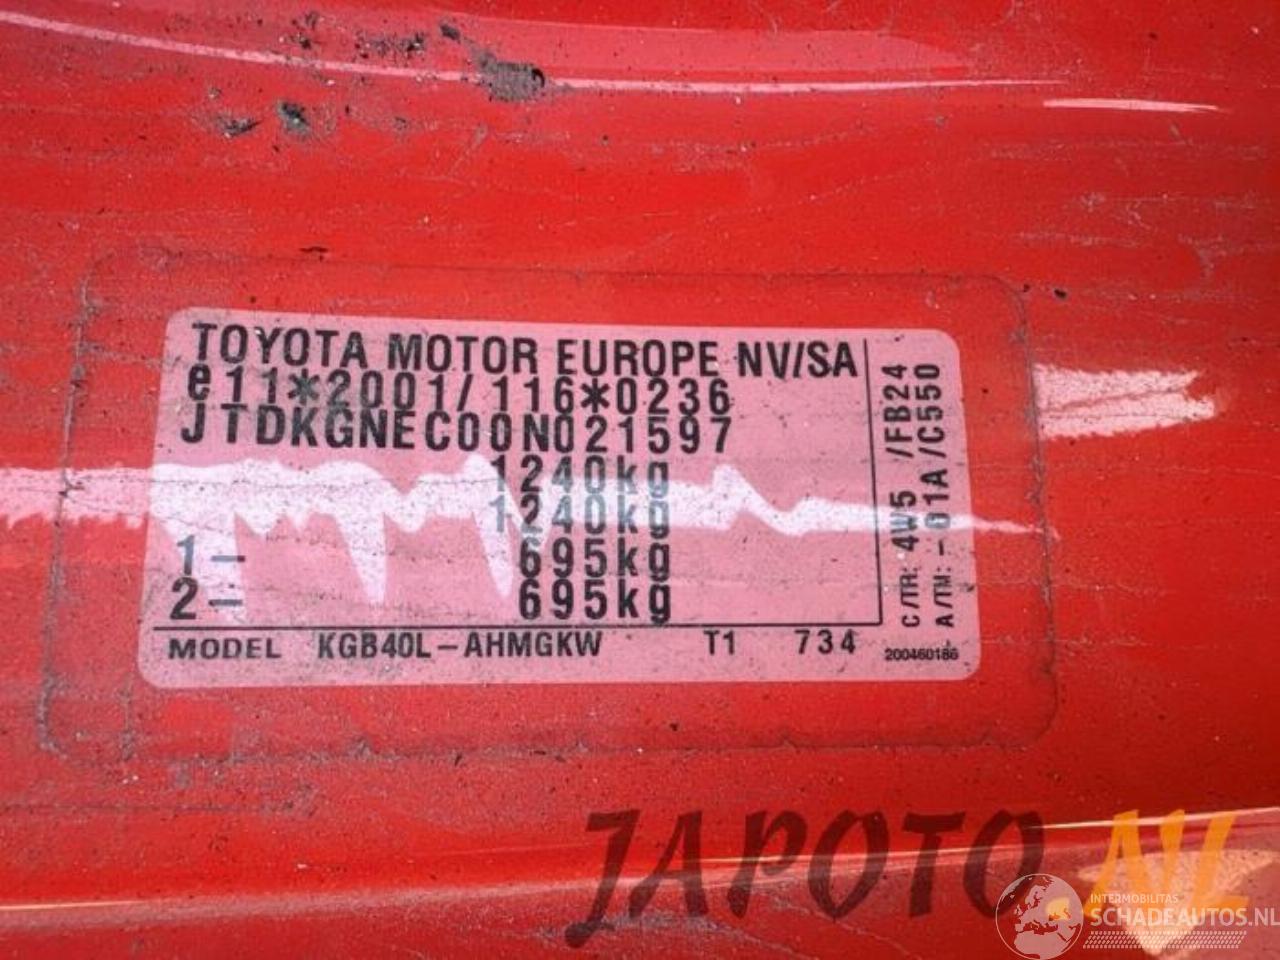 TOYOTA MOTOR EUROPE NV/SA
e11*2001/116*0236
JTDKGNEC00N021597
1240kg
1240kg
1- 695kg
2- 695kg
MODEL KGB40L-AHMGKW T1 734
C/TR: 4W5 /FB24
A/TM: -01A/C550
200460186
JAPOTO.NL
INTERMOBILITAS
SCHADEAUTOS.NL